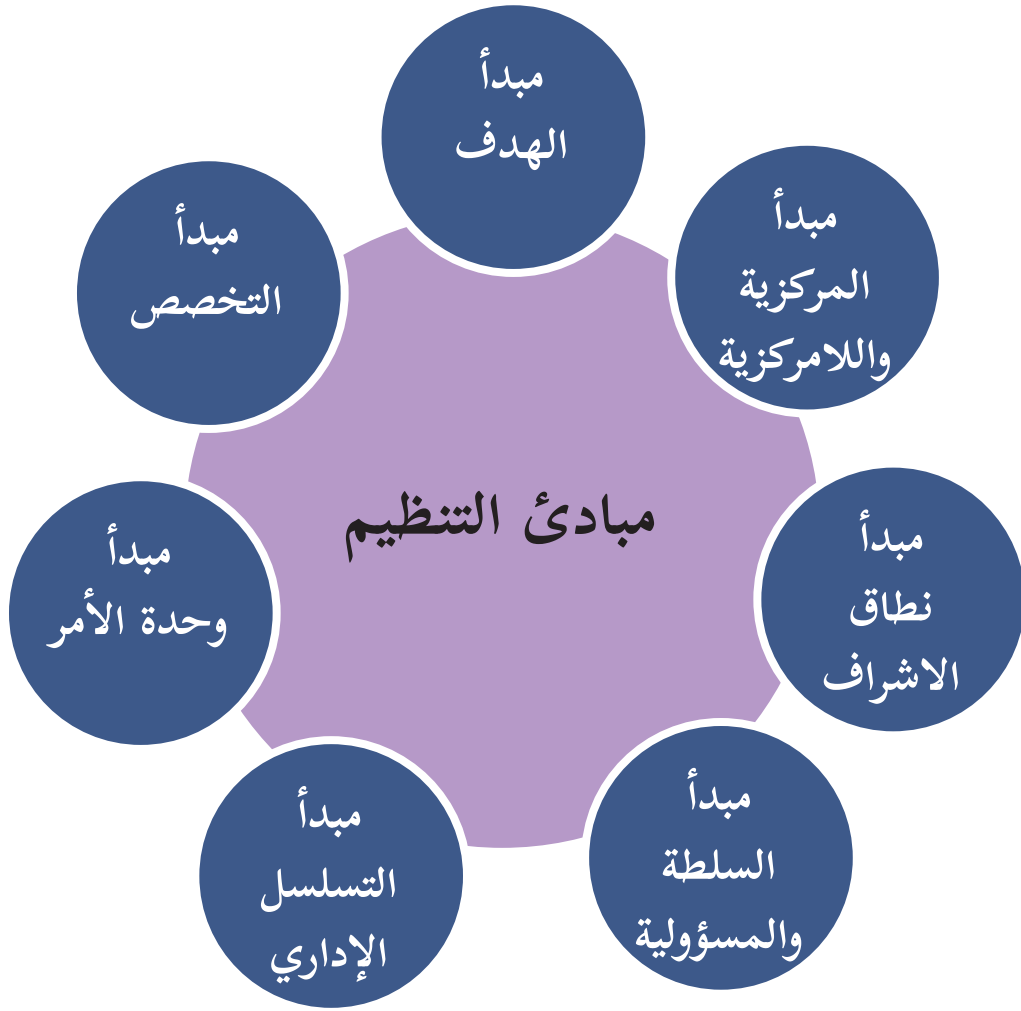 مبدأ
الهدف
مبدأ
المركزية
واللامركزية
مبدأ
التخصص
مبادئ التنظيم
مبدأ
نطاق
الاشراف
مبدأ
وحدة الأمر
مبدأ
السلطة
والمسؤولية
مبدأ
التسلسل
الإداري